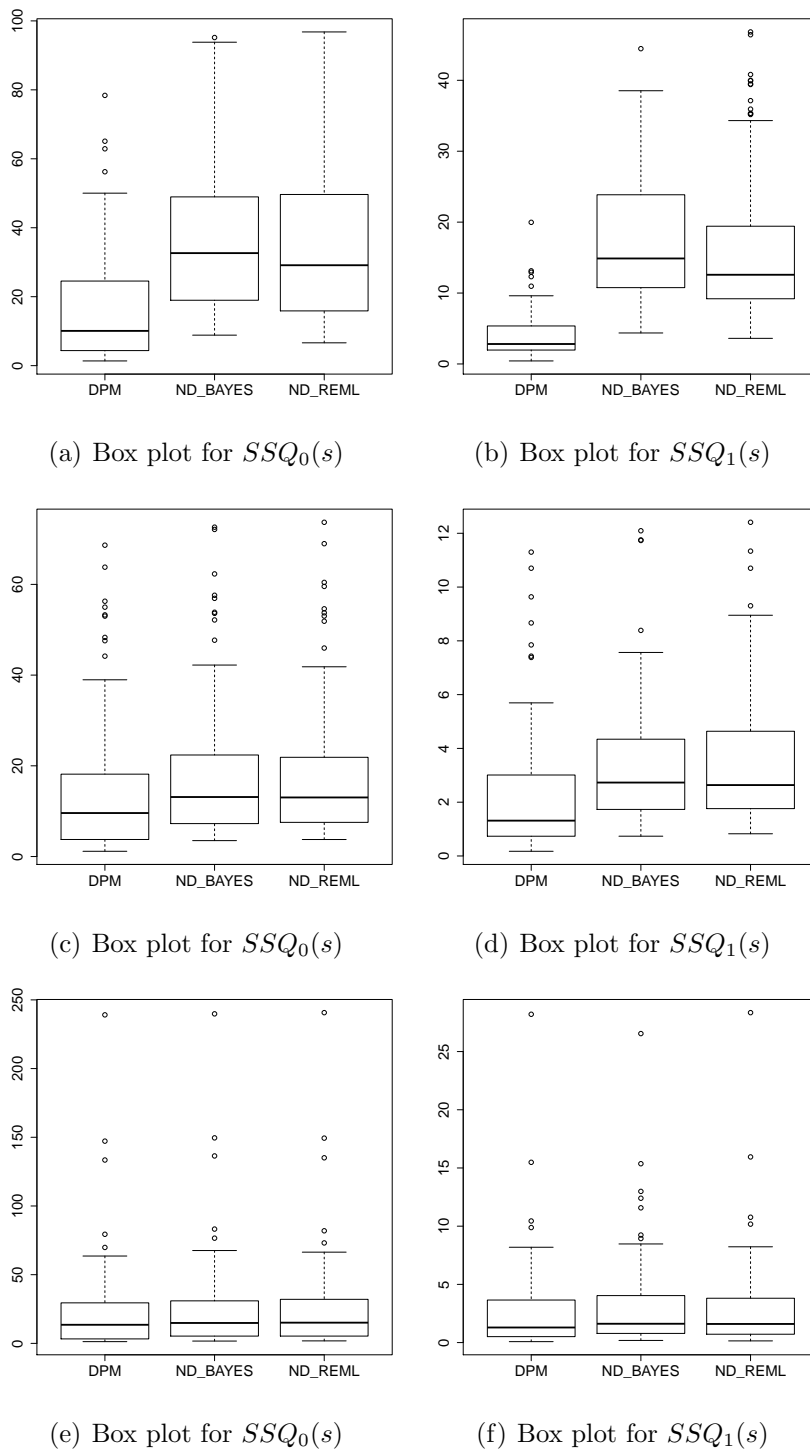 100
80
60
40
20
0
DPM ND_BAYES ND_REML
40
30
20
10
0
DPM ND_BAYES ND_REML
(a) Box plot for SSQ₀(s)
(b) Box plot for SSQ₁(s)
60
40
20
0
DPM ND_BAYES ND_REML
12
10
8
6
4
2
0
DPM ND_BAYES ND_REML
(c) Box plot for SSQ₀(s)
(d) Box plot for SSQ₁(s)
250
200
150
100
50
0
DPM ND_BAYES ND_REML
25
20
15
10
5
0
DPM ND_BAYES ND_REML
(e) Box plot for SSQ₀(s)
(f) Box plot for SSQ₁(s)